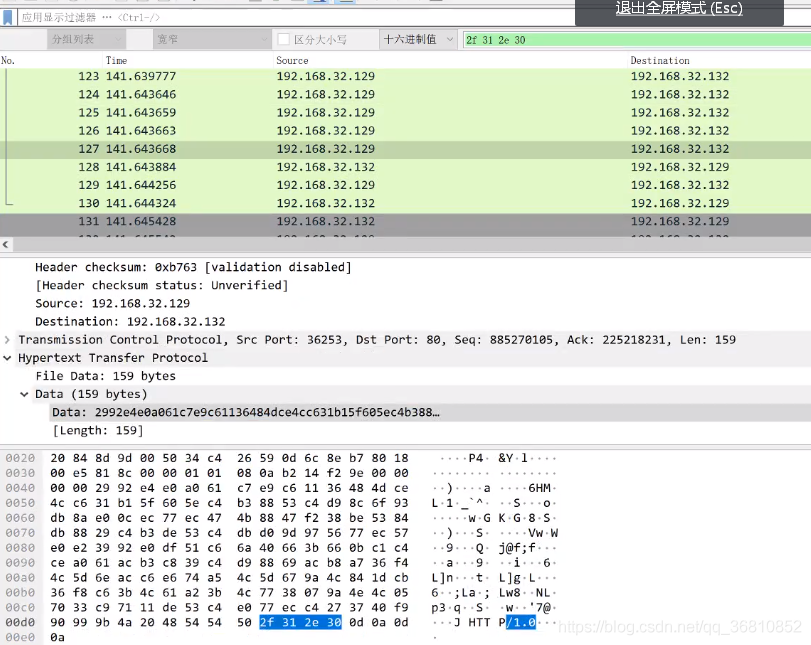 退出全屏模式 (Esc)
应用显示过滤器 … <Ctrl-/>
分组列表 宽窄 区分大小写 十六进制值 2f 31 2e 30
No. Time Source Destination
123 141.639777 192.168.32.129 192.168.32.132
124 141.643646 192.168.32.129 192.168.32.132
125 141.643659 192.168.32.129 192.168.32.132
126 141.643663 192.168.32.129 192.168.32.132
127 141.643668 192.168.32.129 192.168.32.132
128 141.643884 192.168.32.132 192.168.32.129
129 141.644256 192.168.32.132 192.168.32.129
130 141.644324 192.168.32.132 192.168.32.129
131 141.645428 192.168.32.132 192.168.32.129
Header checksum: 0xb763 [validation disabled]
[Header checksum status: Unverified]
Source: 192.168.32.129
Destination: 192.168.32.132
Transmission Control Protocol, Src Port: 36253, Dst Port: 80, Seq: 885270105, Ack: 225218231, Len: 159
Hypertext Transfer Protocol
File Data: 159 bytes
Data (159 bytes)
Data: 2992e4e0a061c7e9c61136484dce4cc631b15f605ec4b388…
[Length: 159]
0020 20 84 8d 9d 00 50 34 c4 26 59 0d 6c 8e b7 80 18 ····P4· &Y·l····
0030 00 e5 81 8c 00 00 01 01 08 0a b2 14 f2 9e 00 00 ········ ········
0040 00 00 29 92 e4 e0 a0 61 c7 e9 c6 11 36 48 4d ce ··)····a ····6HM·
0050 4c c6 31 b1 5f 60 5e c4 b3 88 53 c4 d9 8c 6f 93 L·1·_`^· ··S···o·
0060 db 8a e0 0c ec 77 ec 47 4b 88 47 f2 38 be 53 84 ·····w·G K·G·8·S·
0070 db 88 29 c4 b3 de 53 c4 db d0 9d 97 56 77 ec 57 ··)···S· ····Vw·W
0080 e0 e2 39 92 e0 df 51 c6 6a 40 66 3b 66 0b c1 c4 ··9···Q· j@f;f···
0090 ce a0 61 ac b3 c8 39 c4 d9 88 69 ac b8 a7 36 f4 ··a···9· ··i···6·
00a0 4c 5d 6e ac c6 e6 74 a5 4c 5d 67 9a 4c 84 1d cb L]n···t· L]g·L···
00b0 36 f8 c6 3b 4c 61 a2 3b 4c 77 38 07 9a 4e 4c 05 6··;La·; Lw8··NL·
00c0 70 33 c9 71 11 de 53 c4 e0 77 ec c4 27 37 40 f9 p3·q··S· ·w··'7@·
00d0 90 99 9b 4a 20 48 54 54 50 2f 31 2e 30 0d 0a 0d ···J HTT P/1.0···
00e0 0a ·
https://blog.csdn.net/qq_36810852